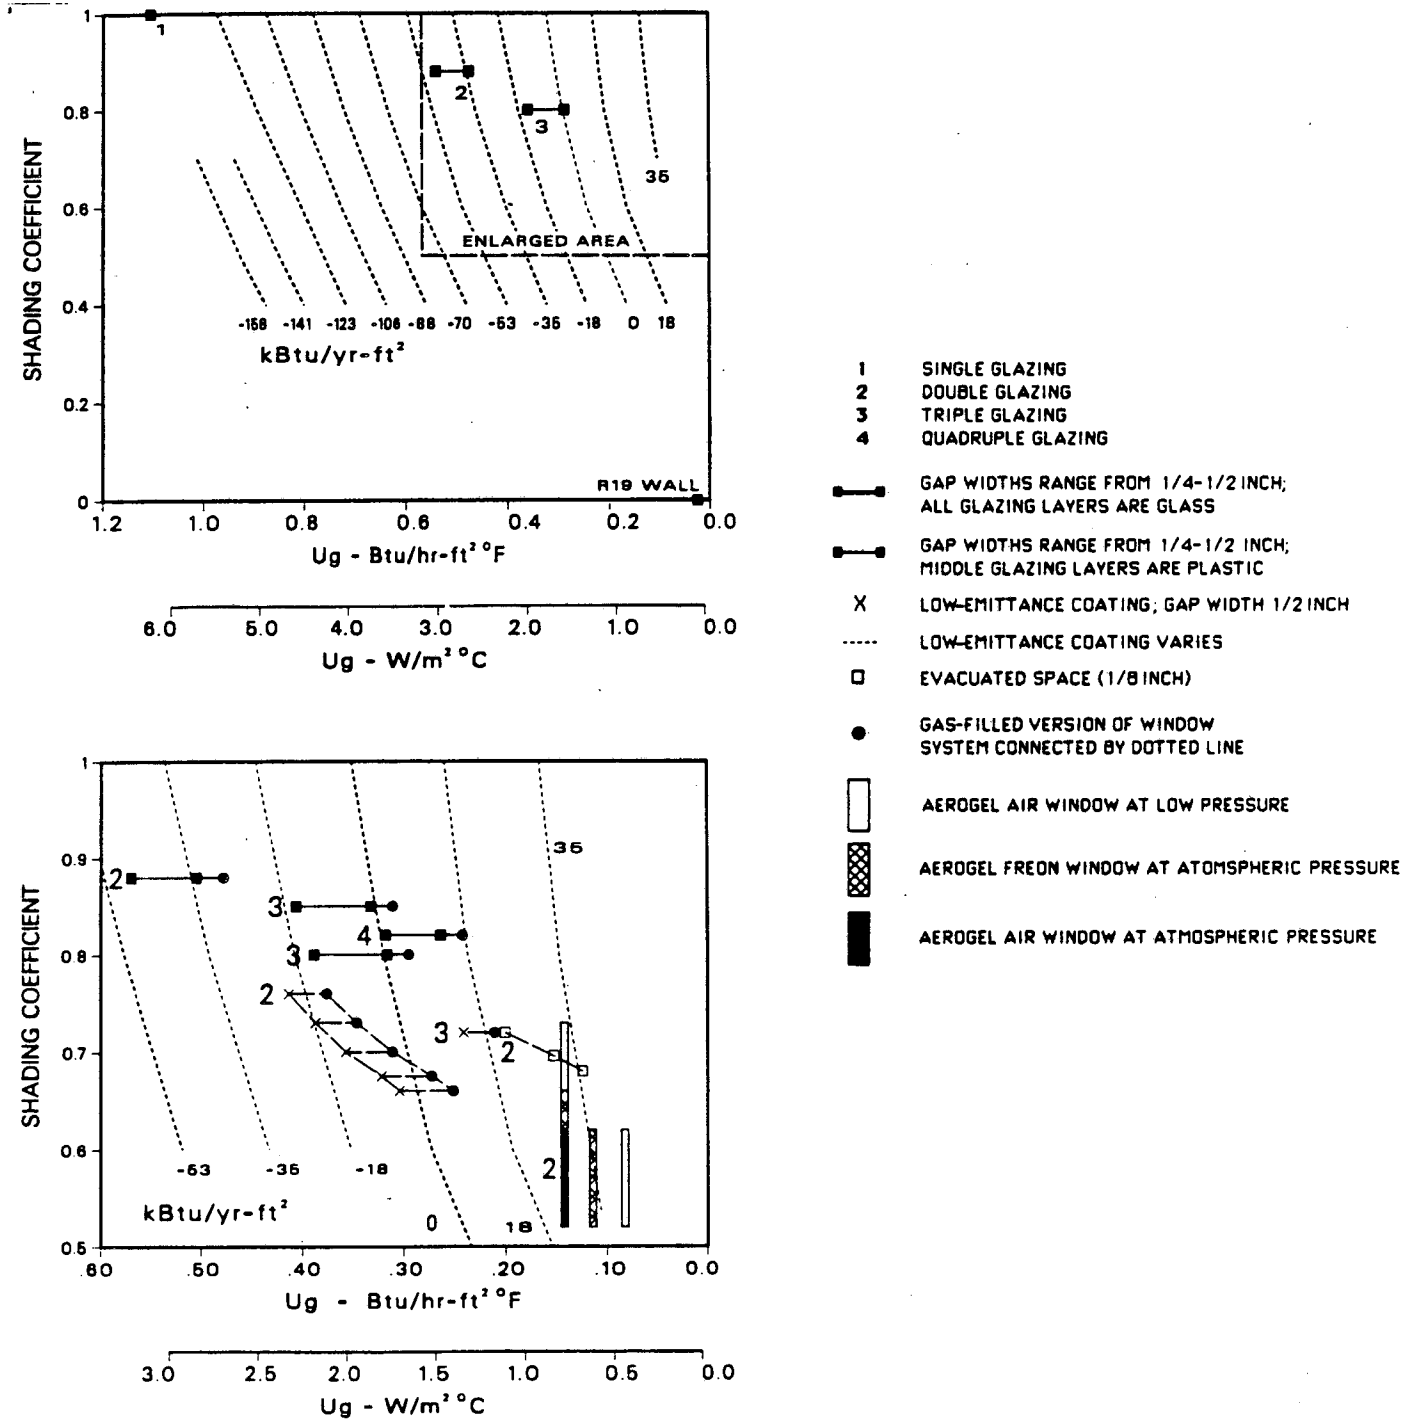 SHADING COEFFICIENT
1
0.8
0.6
0.4
0.2
0
1
2
3
35
ENLARGED AREA
-158 -141 -123 -106 -88 -70 -53 -35 -18 0 18
kBtu/yr-ft²
R19 WALL
1.2 1.0 0.8 0.6 0.4 0.2 0.0
Ug - Btu/hr-ft² °F
6.0 5.0 4.0 3.0 2.0 1.0 0.0
Ug - W/m² °C
1 SINGLE GLAZING
2 DOUBLE GLAZING
3 TRIPLE GLAZING
4 QUADRUPLE GLAZING
GAP WIDTHS RANGE FROM 1/4-1/2 INCH;
ALL GLAZING LAYERS ARE GLASS
GAP WIDTHS RANGE FROM 1/4-1/2 INCH;
MIDDLE GLAZING LAYERS ARE PLASTIC
X LOW-EMITTANCE COATING; GAP WIDTH 1/2 INCH
LOW-EMITTANCE COATING VARIES
EVACUATED SPACE (1/8 INCH)
GAS-FILLED VERSION OF WINDOW
SYSTEM CONNECTED BY DOTTED LINE
AEROGEL AIR WINDOW AT LOW PRESSURE
AEROGEL FREON WINDOW AT ATOMSPHERIC PRESSURE
AEROGEL AIR WINDOW AT ATMOSPHERIC PRESSURE
SHADING COEFFICIENT
1
0.9
0.8
0.7
0.6
0.5
35
2
3
4
3
2
3
2
2
-53 -35 -18
kBtu/yr-ft²
0 18
.60 .50 .40 .30 .20 .10 0.0
Ug - Btu/hr-ft² °F
3.0 2.5 2.0 1.5 1.0 0.5 0.0
Ug - W/m² °C